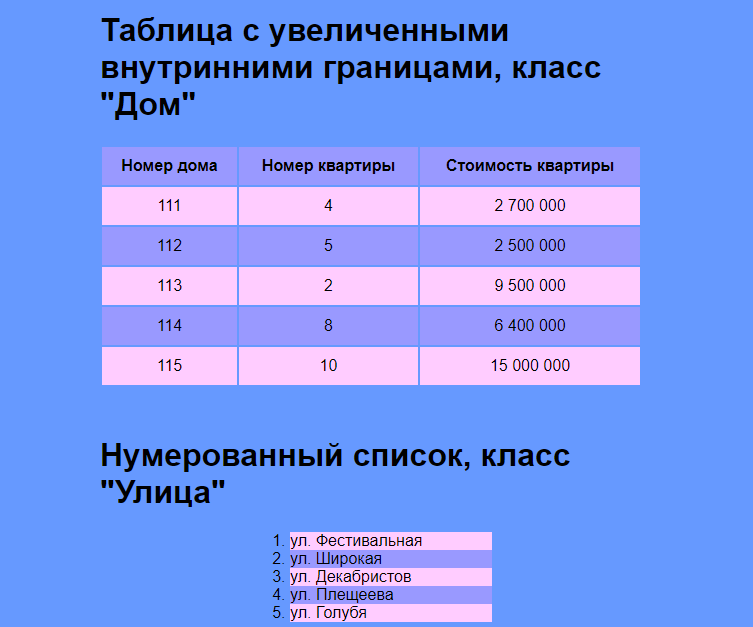 Таблица с увеличенными
внутринними границами, класс
"Дом"
Номер дома Номер квартиры Стоимость квартиры
111 4 2 700 000
112 5 2 500 000
113 2 9 500 000
114 8 6 400 000
115 10 15 000 000
Нумерованный список, класс
"Улица"
1. ул. Фестивальная
2. ул. Широкая
3. ул. Декабристов
4. ул. Плещеева
5. ул. Голубя